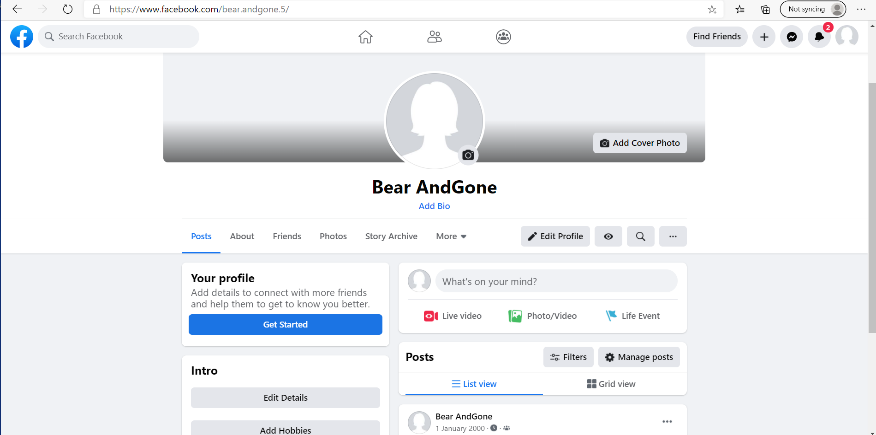 https://www.facebook.com/bear.andgone.5/
Not syncing
Search Facebook
Find Friends
2
Add Cover Photo
Bear AndGone
Add Bio
Posts About Friends Photos Story Archive More
Edit Profile
Your profile
Add details to connect with more friends
and help them to get to know you better.
Get Started
Intro
Edit Details
Add Hobbies
What's on your mind?
Live video Photo/Video Life Event
Posts
Filters Manage posts
List view Grid view
Bear AndGone
1 January 2000